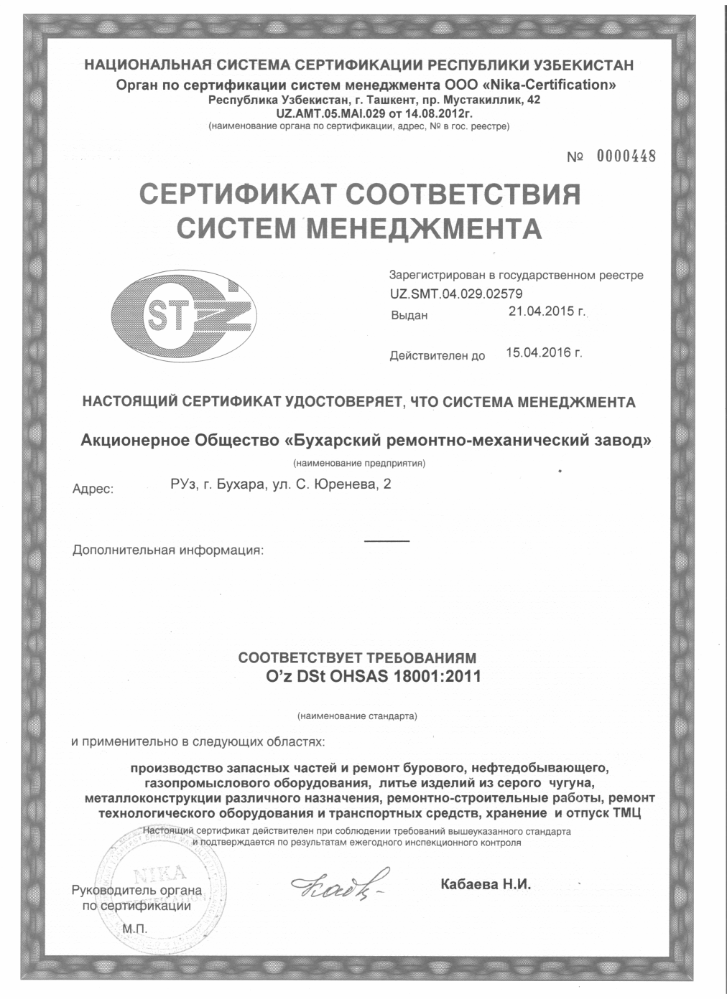 НАЦИОНАЛЬНАЯ СИСТЕМА СЕРТИФИКАЦИИ РЕСПУБЛИКИ УЗБЕКИСТАН
Орган по сертификации систем менеджмента ООО «Nika-Certification»
Республика Узбекистан, г. Ташкент, пр. Мустакиллик, 42
UZ.AMT.05.MAI.029 от 14.08.2012г.
(наименование органа по сертификации, адрес, № в гос. реестре)
№ 0000448
СЕРТИФИКАТ СООТВЕТСТВИЯ
СИСТЕМ МЕНЕДЖМЕНТА
ST
Зарегистрирован в государственном реестре
UZ.SMT.04.029.02579
Выдан 21.04.2015 г.
Действителен до 15.04.2016 г.
НАСТОЯЩИЙ СЕРТИФИКАТ УДОСТОВЕРЯЕТ, ЧТО СИСТЕМА МЕНЕДЖМЕНТА
Акционерное Общество «Бухарский ремонтно-механический завод»
(наименование предприятия)
Адрес: РУз, г. Бухара, ул. С. Юренева, 2
Дополнительная информация:
СООТВЕТСТВУЕТ ТРЕБОВАНИЯМ
O’z DSt OHSAS 18001:2011
(наименование стандарта)
и применительно в следующих областях:
производство запасных частей и ремонт бурового, нефтедобывающего,
газопромыслового оборудования, литье изделий из серого чугуна,
металлоконструкции различного назначения, ремонтно-строительные работы, ремонт
технологического оборудования и транспортных средств, хранение и отпуск ТМЦ
Настоящий сертификат действителен при соблюдении требований вышеуказанного стандарта
и подтверждается по результатам ежегодного инспекционного контроля
NIKA
Руководитель органа
по сертификации
Кабаева Н.И.
М.П.